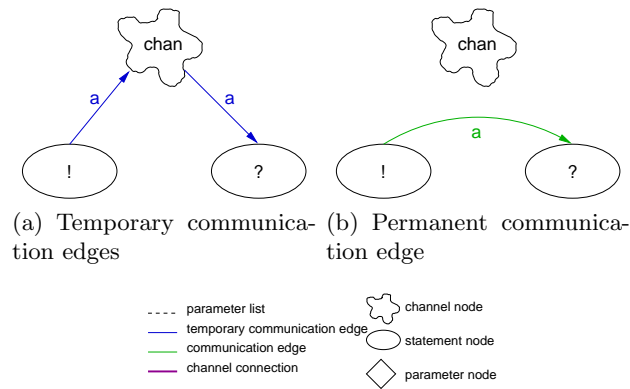 chan
chan
a
a
a
!
?
!
?
(a) Temporary communica-
tion edges
(b) Permanent communica-
tion edge
parameter list
temporary communication edge
communication edge
channel connection
channel node
statement node
parameter node